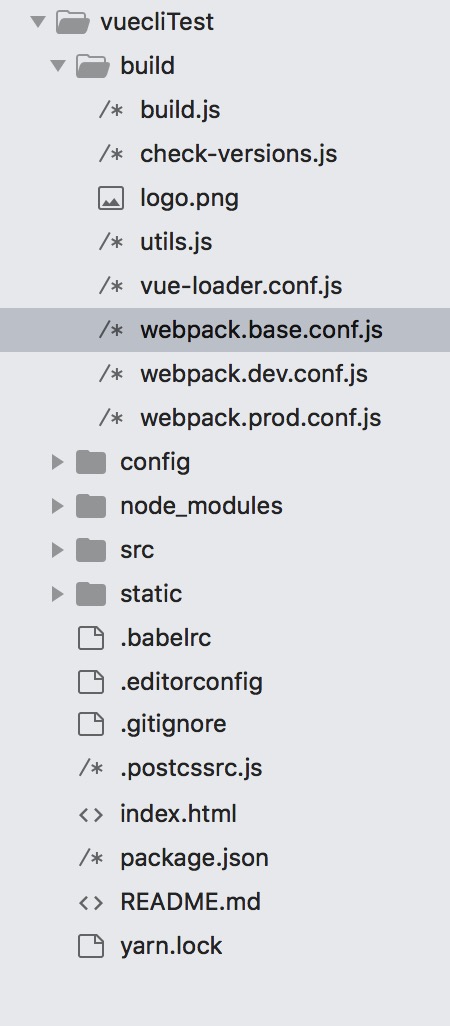 vuecliTest
build
build.js
check-versions.js
logo.png
utils.js
vue-loader.conf.js
webpack.base.conf.js
webpack.dev.conf.js
webpack.prod.conf.js
config
node_modules
src
static
.babelrc
.editorconfig
.gitignore
.postcssrc.js
index.html
package.json
README.md
yarn.lock